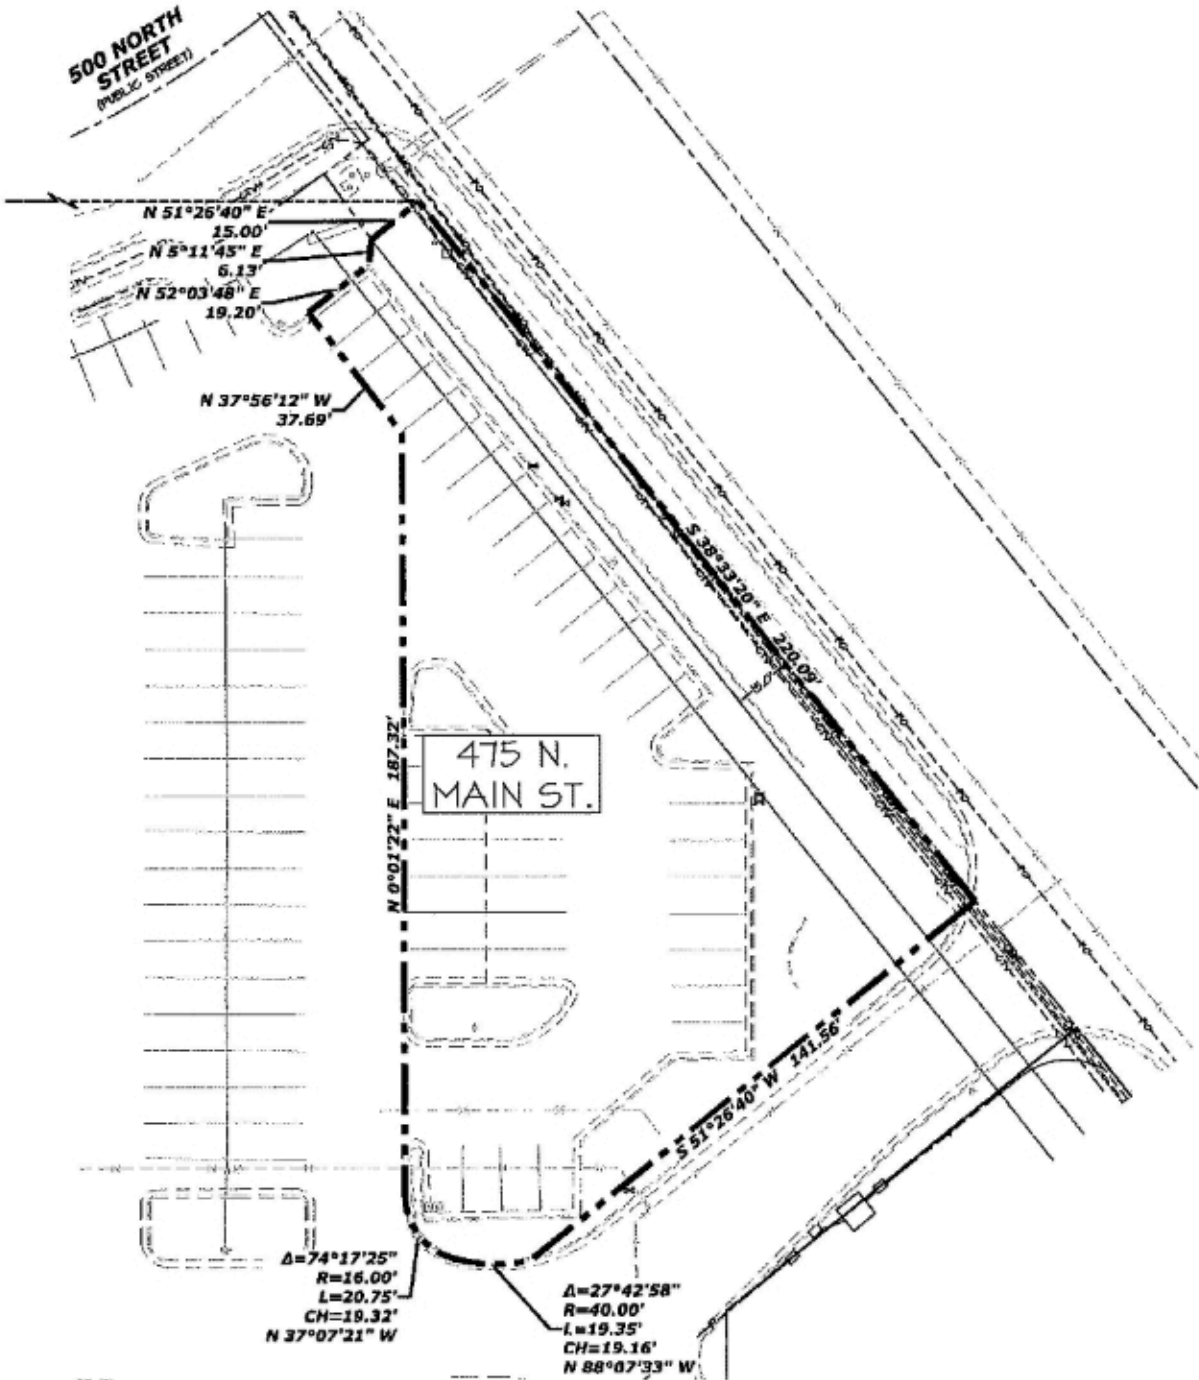 500 NORTH
STREET
(PUBLIC STREET)
N 51°26'40" E
15.00'
N 5°11'45" E
6.13'
N 52°03'48" E
19.20'
N 37°56'12" W
37.69'
S 38°33'20" E 220.09'
475 N.
MAIN ST.
N 0°01'22" E 187.32'
S 51°26'40" W 141.56'
Δ=74°17'25"
R=16.00'
L=20.75'
CH=19.32'
N 37°07'21" W
Δ=27°42'58"
R=40.00'
L=19.35'
CH=19.16'
N 88°07'33" W